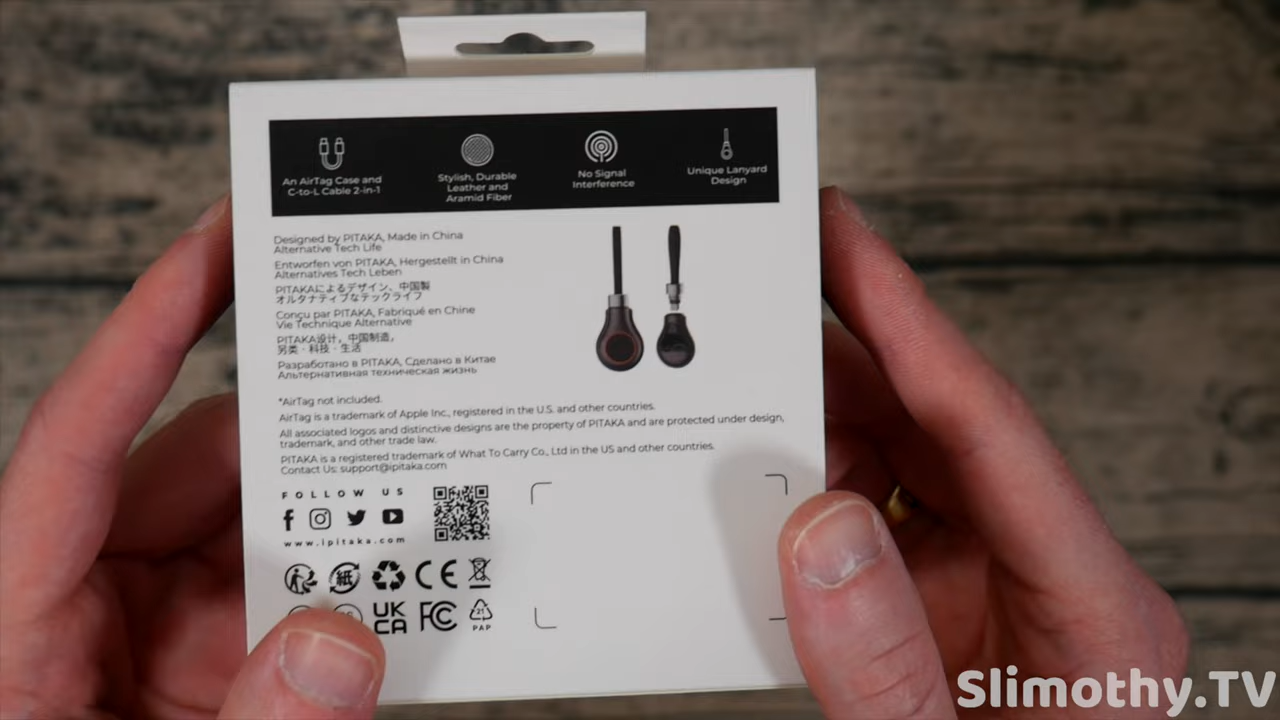 An AirTag Case and
C-to-L Cable 2-in-1
Stylish, Durable
Leather and
Aramid Fiber
No Signal
Interference
Unique Lanyard
Design
Designed by PITAKA, Made in China
Alternative Tech Life
Entworfen von PITAKA, Hergestellt in China
Alternatives Tech Leben
PITAKAによるデザイン、中国製
オルタナティブなテックライフ
Conçu par PITAKA, Fabriqué en Chine
Vie Technique Alternative
PITAKA设计，中国制造，
另类 · 科技 · 生活
Разработано в PITAKA, Сделано в Китае
Альтернативная техническая жизнь
*AirTag not included.
AirTag is a trademark of Apple Inc., registered in the U.S. and other countries.
All associated logos and distinctive designs are the property of PITAKA and are protected under design,
trademark, and other trade law.
PITAKA is a registered trademark of What To Carry Co., Ltd in the US and other countries.
Contact Us: support@ipitaka.com
FOLLOW US
www.ipitaka.com
紙
CE
UK
CA
FC
21
PAP
Slimothy.TV